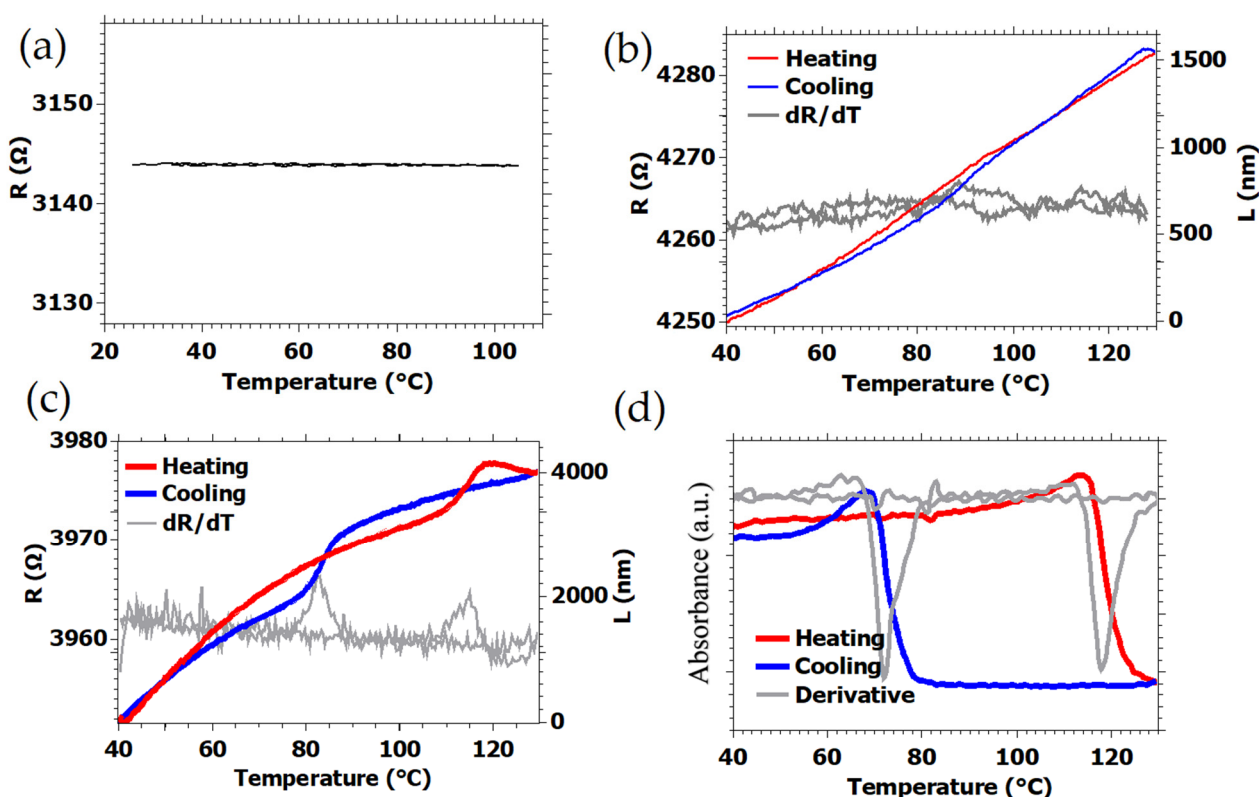 (a)
R (Ω)
3150
3140
3130
20 40 60 80 100
Temperature (°C)
(b)
Heating
Cooling
dR/dT
R (Ω)
4280
4270
4260
4250
1500
1000
500
0
L (nm)
40 60 80 100 120
Temperature (°C)
(c)
Heating
Cooling
dR/dT
R (Ω)
3980
3970
3960
4000
2000
0
L (nm)
40 60 80 100 120
Temperature (°C)
(d)
Absorbance (a.u.)
Heating
Cooling
Derivative
40 60 80 100 120
Temperature (°C)